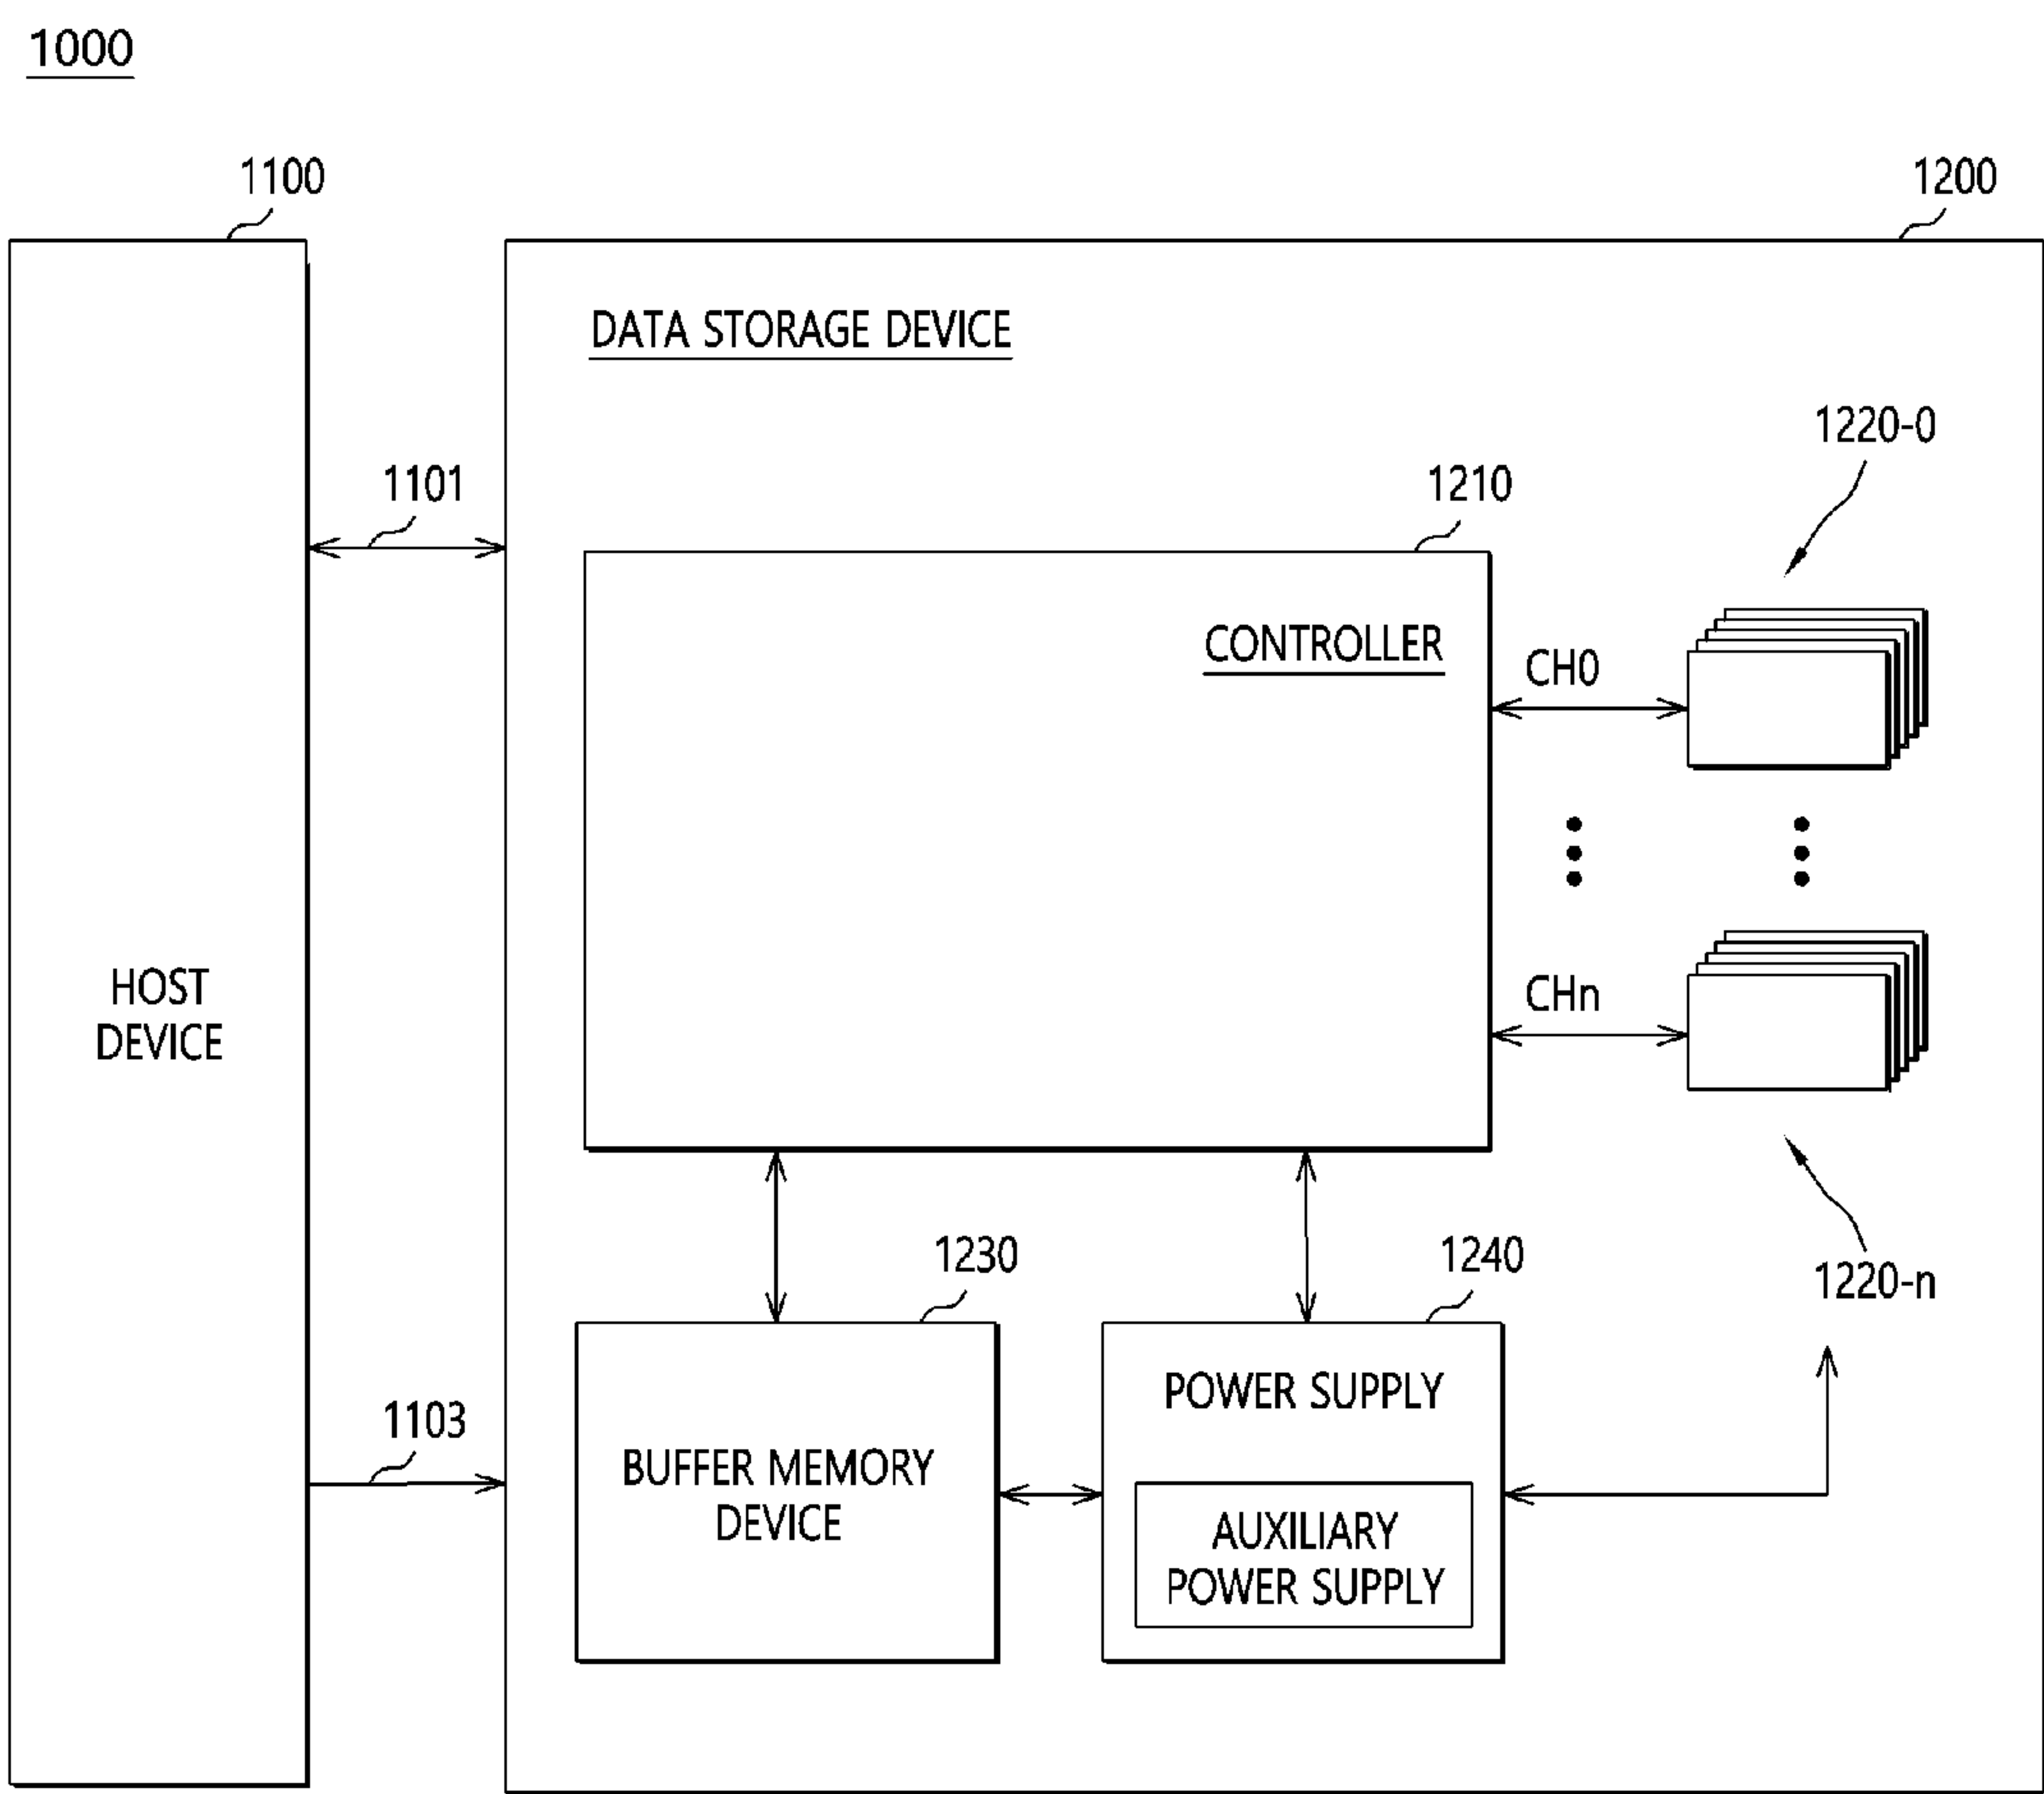 1000
1100
1200
DATA STORAGE DEVICE
1220-0
1101
1210
CONTROLLER
CH0
HOST
DEVICE
CHn
1230
1240
1220-n
POWER SUPPLY
1103
BUFFER MEMORY
DEVICE
AUXILIARY
POWER SUPPLY